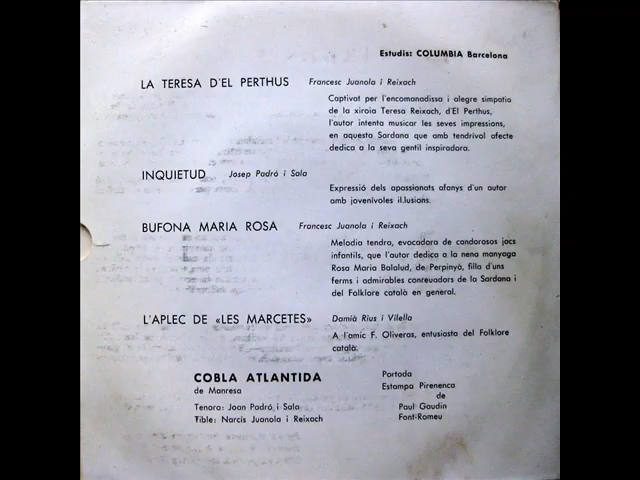 Estudis: COLUMBIA Barcelona
LA TERESA D'EL PERTHUS Francesc Juanola i Reixach
Captivat per l'encomanadissa i alegre simpatia
de la xiroia Teresa Reixach, d'El Perthus,
l'autor intenta musicar les seves impressions,
en aquesta Sardana que amb tendrívol afecte
dedica a la seva gentil inspiradora.
INQUIETUD Josep Padró i Sala
Expressió dels apassionats afanys d'un autor
amb jovenívoles il.lusions.
BUFONA MARIA ROSA Francesc Juanola i Reixach
Melodia tendra, evocadora de candorosos jocs
infantils, que l'autor dedica a la nena manyaga
Rosa Maria Balalud, de Perpinyà, filla d'uns
ferms i admirables conreuadors de la Sardana i
del Folklore català en general.
L'APLEC DE «LES MARCETES» Damià Rius i Vilella
A l'amic F. Oliveras, entusiasta del Folklore
català.
COBLA ATLANTIDA
de Manresa
Tenora: Joan Padró i Sala
Tible: Narcís Juanola i Reixach
Portada
Estampa Pirenenca
de
Paul Gaudin
Font-Romeu